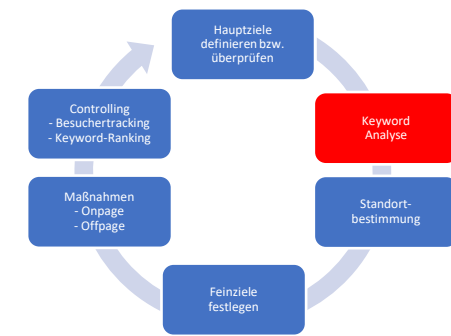 Hauptziele
definieren bzw.
überprüfen
Keyword
Analyse
Standort-
bestimmung
Feinziele
festlegen
Maßnahmen
- Onpage
- Offpage
Controlling
- Besuchertracking
- Keyword-Ranking